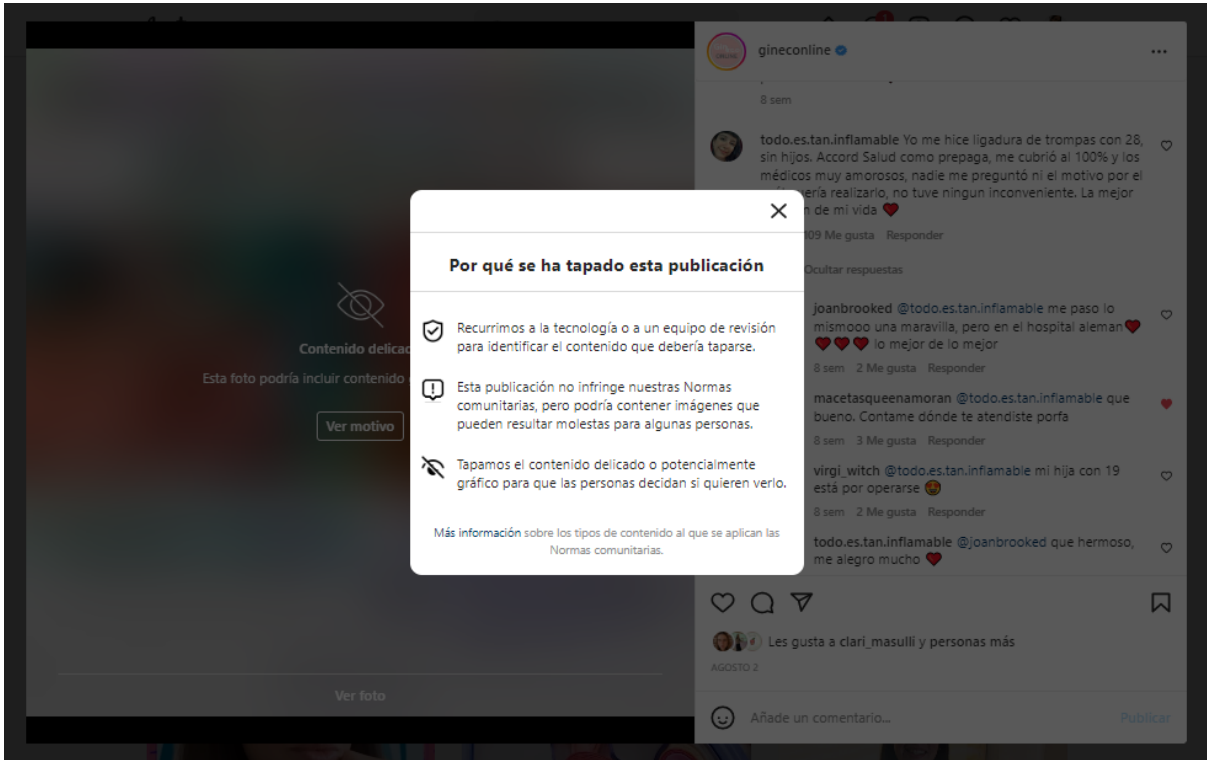 Contenido delicad
Esta foto podría incluir contenido
Ver motivo
Ver foto
Por qué se ha tapado esta publicación
Recurrimos a la tecnología o a un equipo de revisión
para identificar el contenido que debería taparse.
Esta publicación no infringe nuestras Normas
comunitarias, pero podría contener imágenes que
pueden resultar molestas para algunas personas.
Tapamos el contenido delicado o potencialmente
gráfico para que las personas decidan si quieren verlo.
Más información sobre los tipos de contenido al que se aplican las
Normas comunitarias.
gineconline
8 sem
todo.es.tan.inflamable Yo me hice ligadura de trompas con 28,
sin hijos. Accord Salud como prepaga, me cubrió al 100% y los
médicos muy amorosos, nadie me preguntó ni el motivo por el
ería realizarlo, no tuve ningun inconveniente. La mejor
n de mi vida ❤
109 Me gusta Responder
Ocultar respuestas
joanbrooked @todo.es.tan.inflamable me paso lo
mismooo una maravilla, pero en el hospital aleman❤
❤❤❤ lo mejor de lo mejor
8 sem 2 Me gusta Responder
macetasqueenamoran @todo.es.tan.inflamable que
bueno. Contame dónde te atendiste porfa
8 sem 3 Me gusta Responder
virgi_witch @todo.es.tan.inflamable mi hija con 19
está por operarse 😍
8 sem 2 Me gusta Responder
todo.es.tan.inflamable @joanbrooked que hermoso,
me alegro mucho ❤
Les gusta a clari_masulli y personas más
AGOSTO 2
Añade un comentario...
Publicar